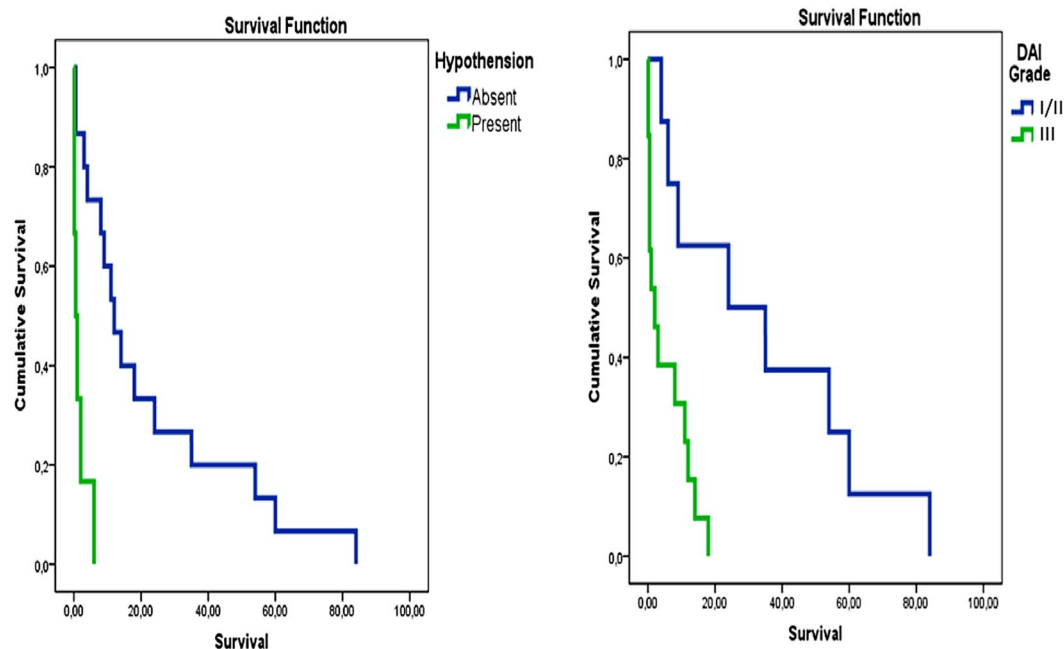 Survival Function
Hypothension
Absent
Present
Cumulative Survival
1,0
0,8
0,6
0,4
0,2
0,0
0,00 20,00 40,00 60,00 80,00 100,00
Survival
Survival Function
DAI
Grade
I/II
III
Cumulative Survival
1,0
0,8
0,6
0,4
0,2
0,0
0,00 20,00 40,00 60,00 80,00 100,00
Survival